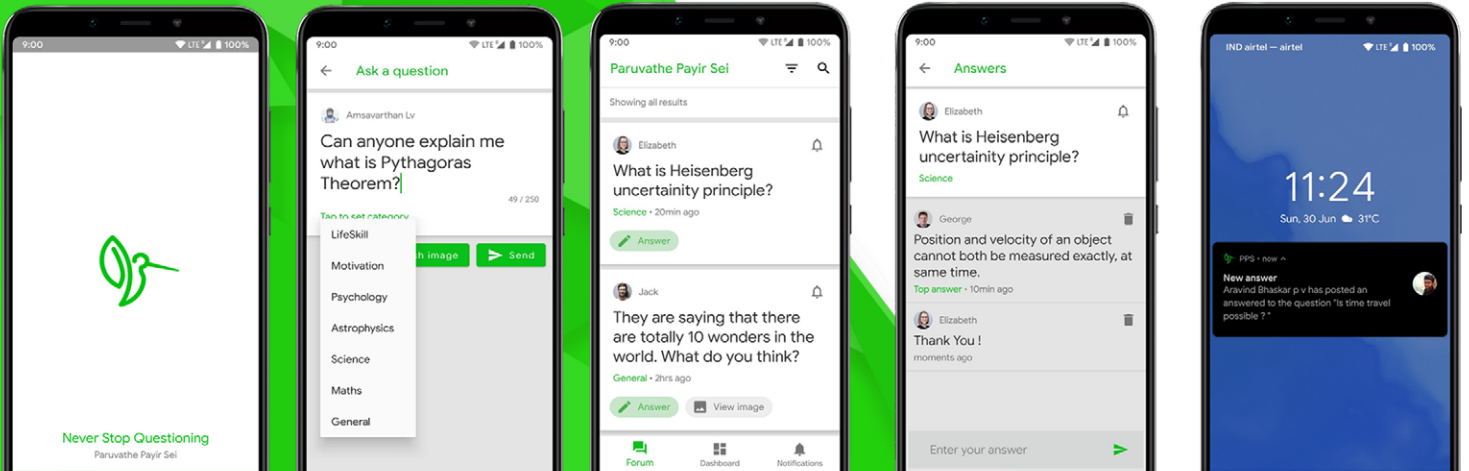 9:00
LTE
100%
Never Stop Questioning
Paruvathe Payir Sei
9:00
LTE
100%
Ask a question
Amsavarthan Lv
Can anyone explain me
what is Pythagoras
Theorem?
49 / 250
Tap to set category
LifeSkill
Motivation
Psychology
Astrophysics
Science
Maths
General
h image
Send
9:00
LTE
100%
Paruvathe Payir Sei
Showing all results
Elizabeth
What is Heisenberg
uncertainity principle?
Science • 20min ago
Answer
Jack
They are saying that there
are totally 10 wonders in the
world. What do you think?
General • 2hrs ago
Answer
View image
Forum
Dashboard
Notifications
9:00
LTE
100%
Answers
Elizabeth
What is Heisenberg
uncertainity principle?
Science
George
Position and velocity of an object
cannot both be measured exactly, at
same time.
Top answer • 10min ago
Elizabeth
Thank You !
moments ago
Enter your answer
IND airtel — airtel
LTE
100%
11:24
Sun, 30 Jun
31°C
PPS • now
New answer
Aravind Bhaskar p v has posted an
answered to the question "Is time travel
possible ? "